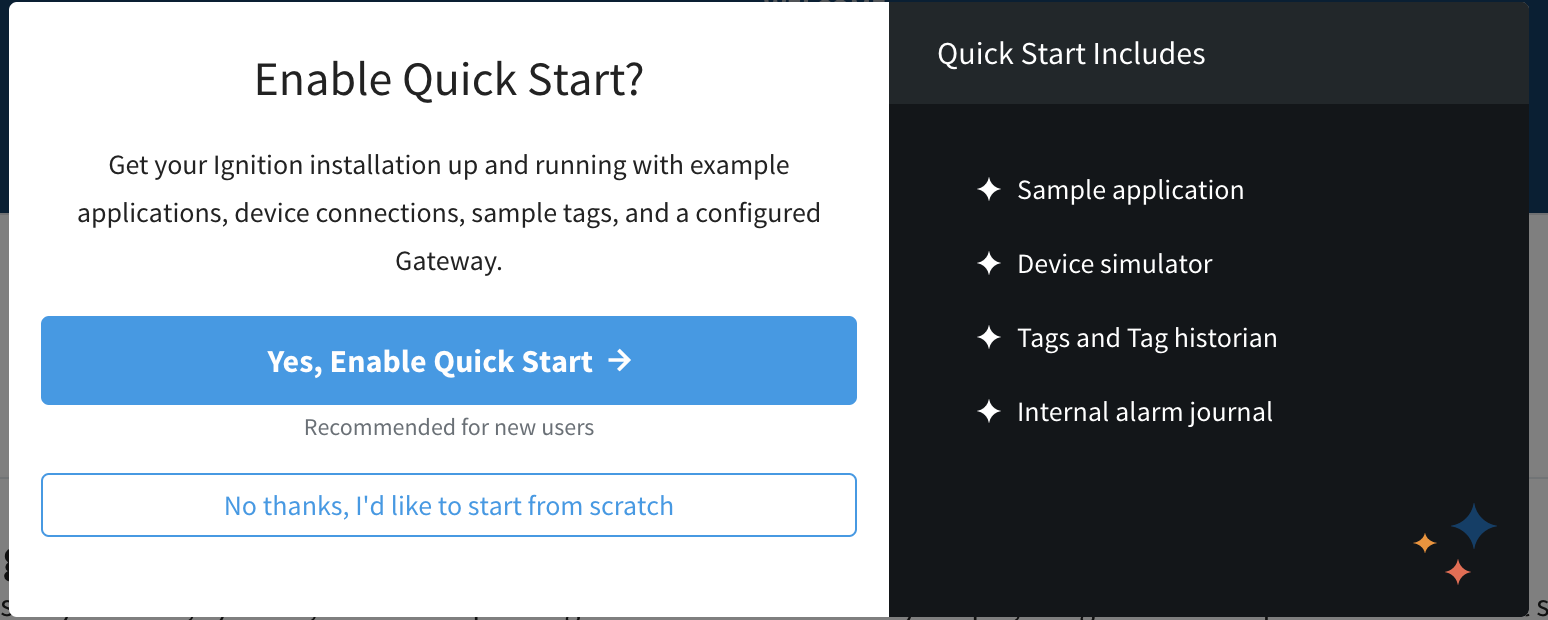 Enable Quick Start?
Get your Ignition installation up and running with example
applications, device connections, sample tags, and a configured
Gateway.
Yes, Enable Quick Start →
Recommended for new users
No thanks, I'd like to start from scratch
Quick Start Includes
Sample application
Device simulator
Tags and Tag historian
Internal alarm journal